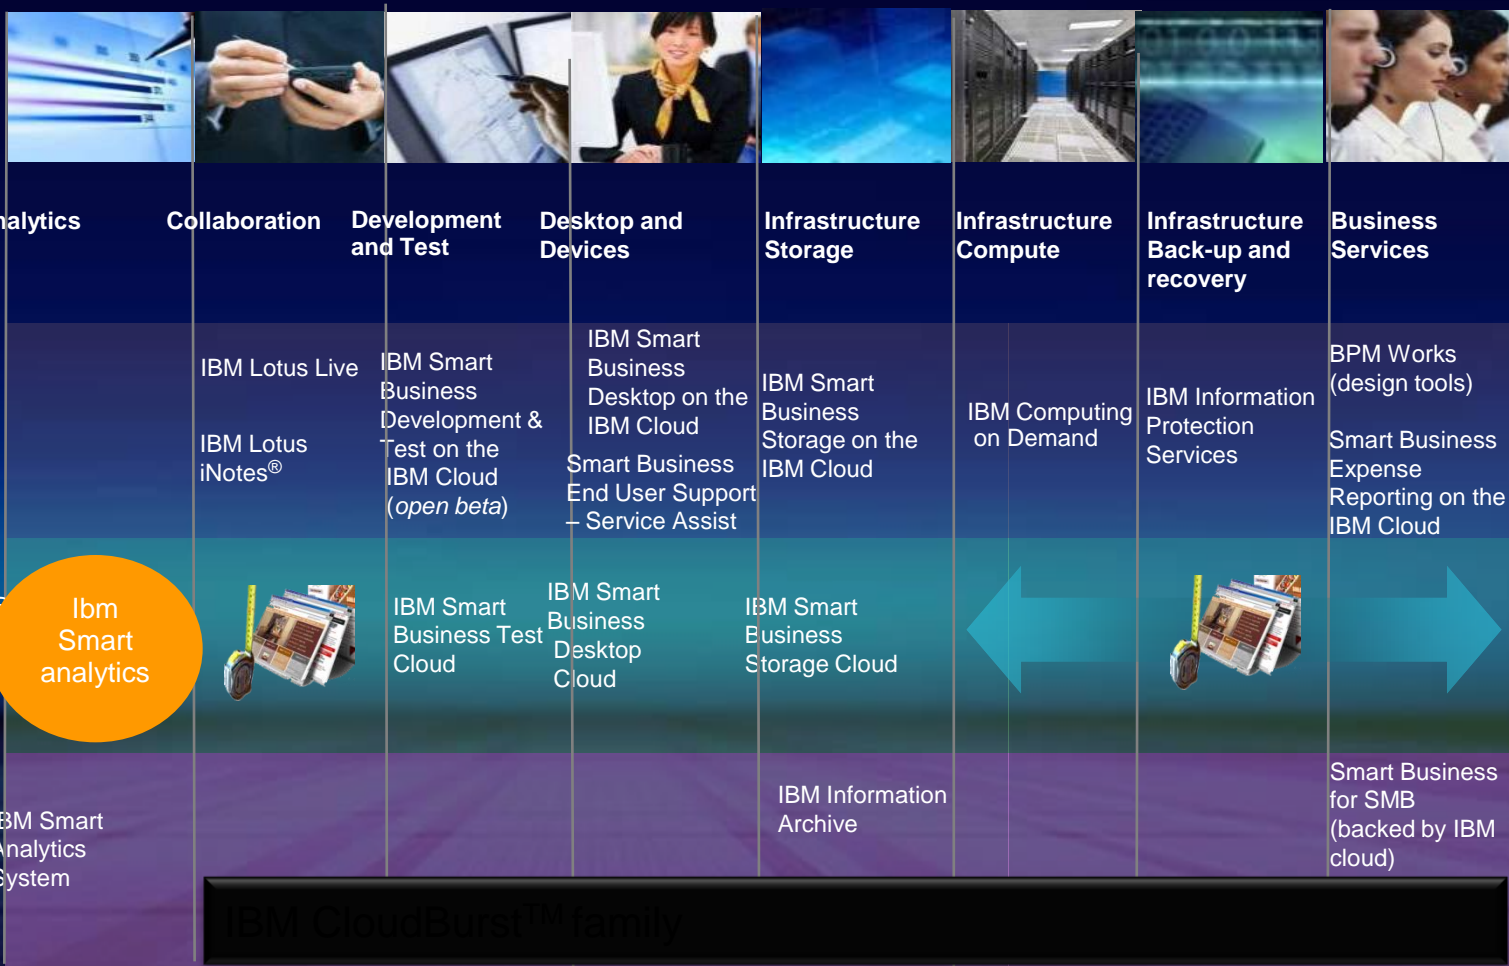 nalytics
Collaboration
Development
and Test
Desktop and
Devices
Infrastructure
Storage
Infrastructure
Compute
Infrastructure
Back-up and
recovery
Business
Services
IBM Lotus Live
IBM Lotus
iNotes®
IBM Smart
Business
Development &
Test on the
IBM Cloud
(open beta)
IBM Smart
Business
Desktop on the
IBM Cloud
Smart Business
End User Support
– Service Assist
IBM Smart
Business
Storage on the
IBM Cloud
IBM Computing
on Demand
IBM Information
Protection
Services
BPM Works
(design tools)
Smart Business
Expense
Reporting on the
IBM Cloud
Ibm
Smart
analytics
IBM Smart
Business Test
Cloud
IBM Smart
Business
Desktop
Cloud
IBM Smart
Business
Storage Cloud
BM Smart
Analytics
System
IBM Information
Archive
Smart Business
for SMB
(backed by IBM
cloud)
IBM CloudBurst™ family